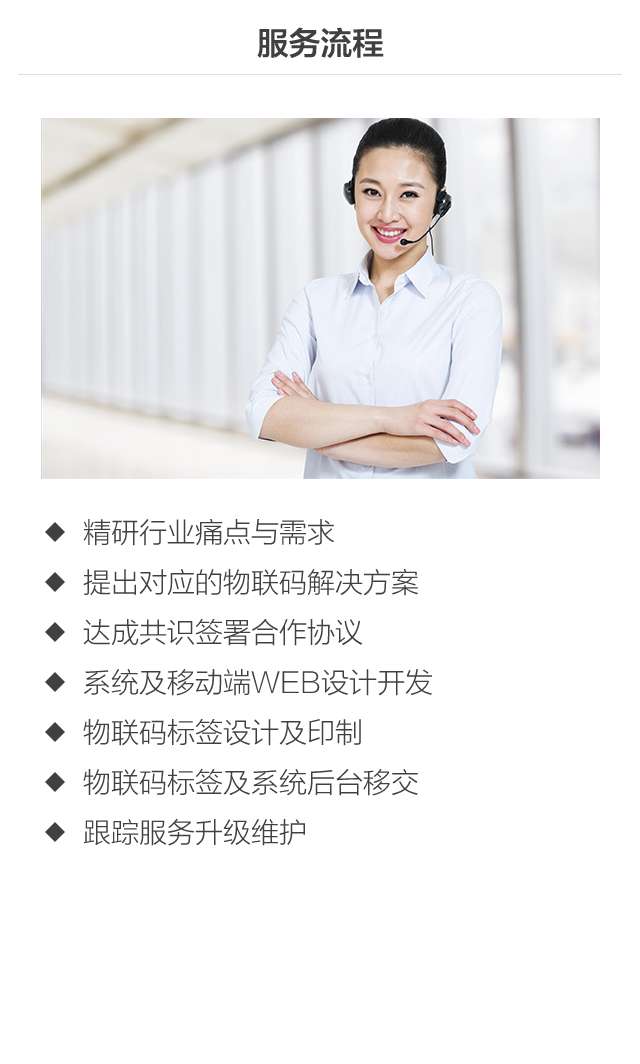 服务流程
◆ 精研行业痛点与需求
◆ 提出对应的物联码解决方案
◆ 达成共识签署合作协议
◆ 系统及移动端WEB设计开发
◆ 物联码标签设计及印制
◆ 物联码标签及系统后台移交
◆ 跟踪服务升级维护